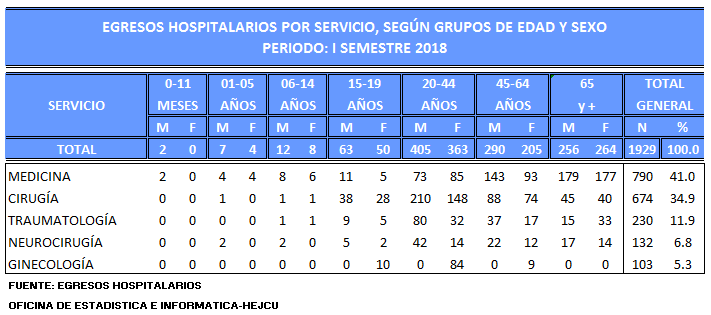 EGRESOS HOSPITALARIOS POR SERVICIO, SEGÚN GRUPOS DE EDAD Y SEXO
PERIODO: I SEMESTRE 2018
SERVICIO 0-11 MESES 01-05 AÑOS 06-14 AÑOS 15-19 AÑOS 20-44 AÑOS 45-64 AÑOS 65 y + TOTAL GENERAL
M F M F M F M F M F M F M F N %
TOTAL 2 0 7 4 12 8 63 50 405 363 290 205 256 264 1929 100.0
MEDICINA 2 0 4 4 8 6 11 5 73 85 143 93 179 177 790 41.0
CIRUGÍA 0 0 1 0 1 1 38 28 210 148 88 74 45 40 674 34.9
TRAUMATOLOGÍA 0 0 0 0 1 1 9 5 80 32 37 17 15 33 230 11.9
NEUROCIRUGÍA 0 0 2 0 2 0 5 2 42 14 22 12 17 14 132 6.8
GINECOLOGÍA 0 0 0 0 0 0 0 10 0 84 0 9 0 0 103 5.3
FUENTE: EGRESOS HOSPITALARIOS
OFICINA DE ESTADISTICA E INFORMATICA-HEJCU